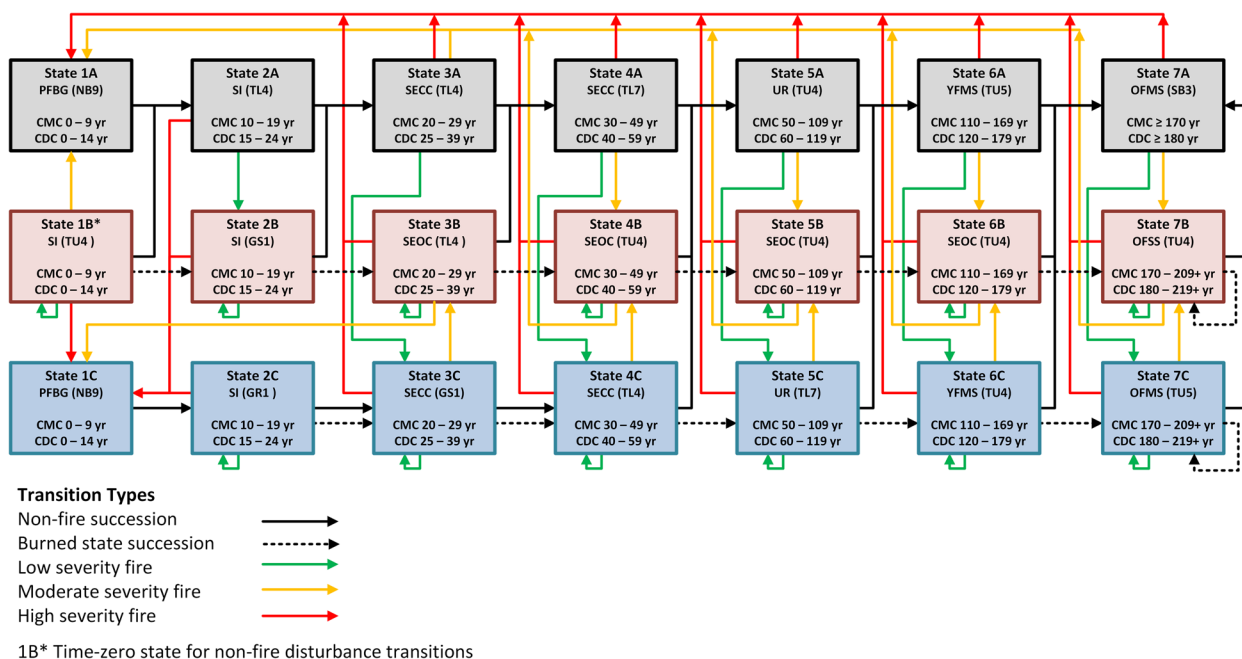 State 1A
PFBG (NB9)
CMC 0 – 9 yr
CDC 0 – 14 yr
State 2A
SI (TL4)
CMC 10 – 19 yr
CDC 15 – 24 yr
State 3A
SECC (TL4)
CMC 20 – 29 yr
CDC 25 – 39 yr
State 4A
SECC (TL7)
CMC 30 – 49 yr
CDC 40 – 59 yr
State 5A
UR (TU4)
CMC 50 – 109 yr
CDC 60 – 119 yr
State 6A
YFMS (TU5)
CMC 110 – 169 yr
CDC 120 – 179 yr
State 7A
OFMS (SB3)
CMC ≥ 170 yr
CDC ≥ 180 yr
State 1B*
SI (TU4 )
CMC 0 – 9 yr
CDC 0 – 14 yr
State 2B
SI (GS1)
CMC 10 – 19 yr
CDC 15 – 24 yr
State 3B
SEOC (TL4 )
CMC 20 – 29 yr
CDC 25 – 39 yr
State 4B
SEOC (TU4)
CMC 30 – 49 yr
CDC 40 – 59 yr
State 5B
SEOC (TU4)
CMC 50 – 109 yr
CDC 60 – 119 yr
State 6B
SEOC (TU4)
CMC 110 – 169 yr
CDC 120 – 179 yr
State 7B
OFSS (TU4)
CMC 170 – 209+ yr
CDC 180 – 219+ yr
State 1C
PFBG (NB9)
CMC 0 – 9 yr
CDC 0 – 14 yr
State 2C
SI (GR1 )
CMC 10 – 19 yr
CDC 15 – 24 yr
State 3C
SECC (GS1)
CMC 20 – 29 yr
CDC 25 – 39 yr
State 4C
SECC (TL4)
CMC 30 – 49 yr
CDC 40 – 59 yr
State 5C
UR (TL7)
CMC 50 – 109 yr
CDC 60 – 119 yr
State 6C
YFMS (TU4)
CMC 110 – 169 yr
CDC 120 – 179 yr
State 7C
OFMS (TU5)
CMC 170 – 209+ yr
CDC 180 – 219+ yr
Transition Types
Non-fire succession
Burned state succession
Low severity fire
Moderate severity fire
High severity fire
1B* Time-zero state for non-fire disturbance transitions